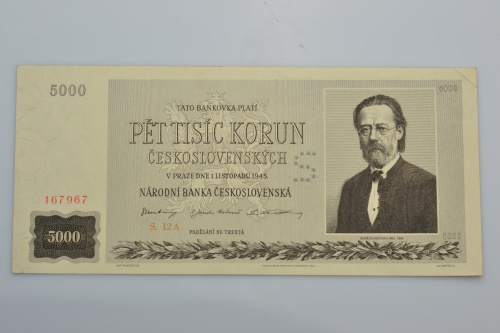 5000
6000
TATO BANKOVKA PLATÍ
PĚT TISÍC KORUN
ČESKOSLOVENSKÝCH
V PRAZE DNE 1 LISTOPADU 1945.
NÁRODNÍ BANKA ČESKOSLOVENSKÁ
167967
S. 12A
5000
PADĚLÁNÍ SE TRESTÁ
5000